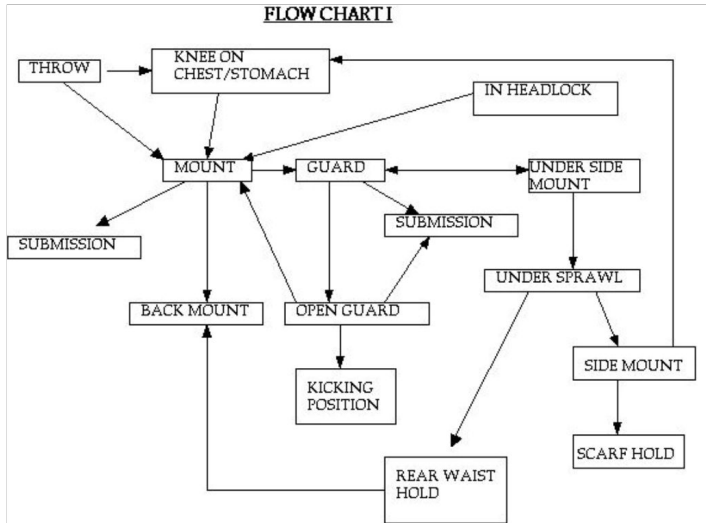 FLOW CHART I
KNEE ON
CHEST/STOMACH
THROW
IN HEADLOCK
MOUNT
GUARD
UNDER SIDE
MOUNT
SUBMISSION
SUBMISSION
UNDER SPRAWL
BACK MOUNT
OPEN GUARD
SIDE MOUNT
KICKING
POSITION
SCARF HOLD
REAR WAIST
HOLD